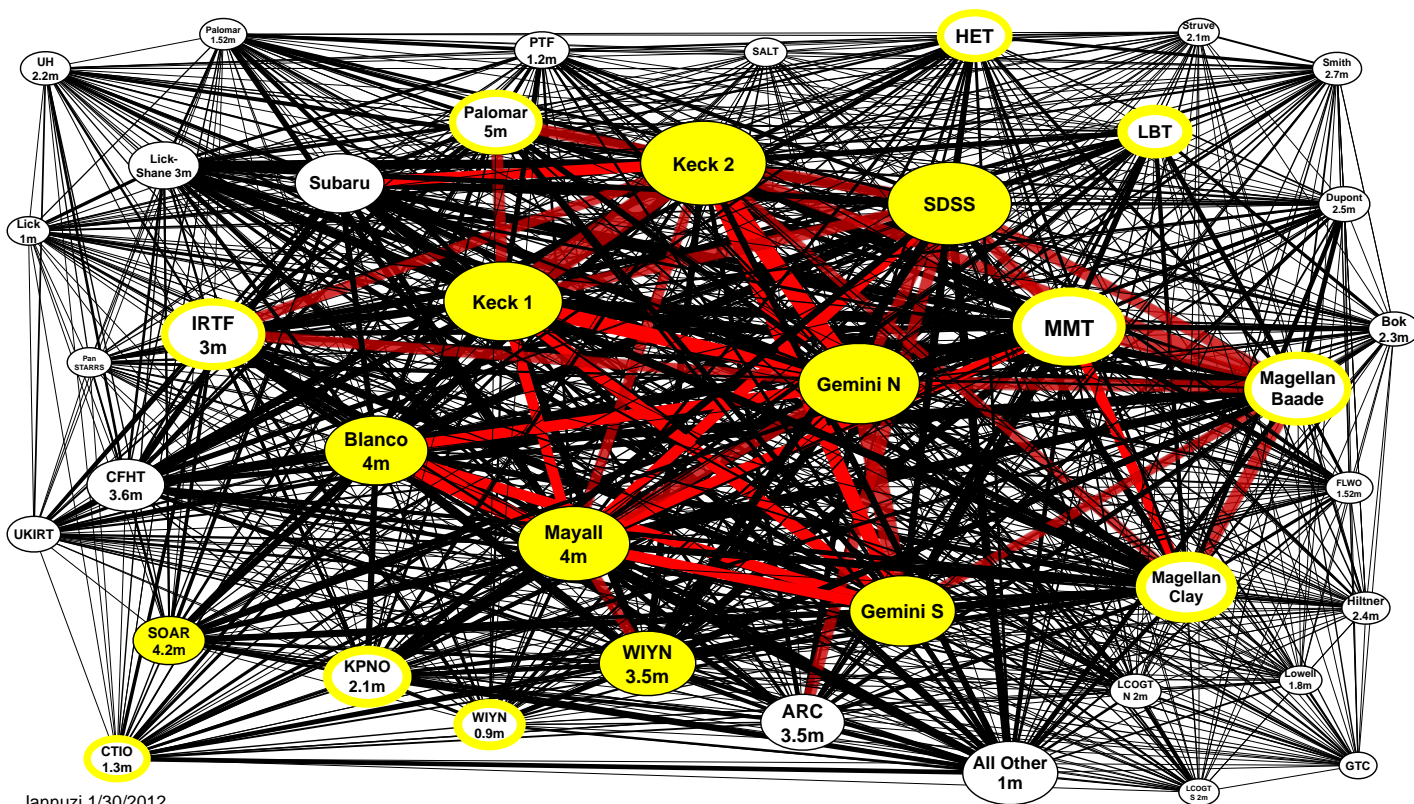 Palomar
1.52m
PTF
1.2m
SALT
HET
Struve
2.1m
UH
2.2m
Smith
2.7m
Palomar
5m
LBT
Lick-
Shane 3m
Subaru
Keck 2
SDSS
Dupont
2.5m
Lick
1m
Keck 1
IRTF
3m
MMT
Bok
2.3m
Pan
STARRS
Gemini N
Magellan
Baade
Blanco
4m
CFHT
3.6m
FLWO
1.52m
UKIRT
Mayall
4m
Magellan
Clay
Gemini S
Hiltner
2.4m
SOAR
4.2m
KPNO
2.1m
WIYN
3.5m
LCOGT
N 2m
Lowell
1.8m
WIYN
0.9m
ARC
3.5m
CTIO
1.3m
All Other
1m
GTC
LCOGT
S 2m
Jannuzi 1/30/2012